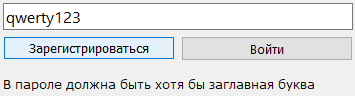 qwerty123
Зарегистрироваться Войти
В пароле должна быть хотя бы заглавная буква